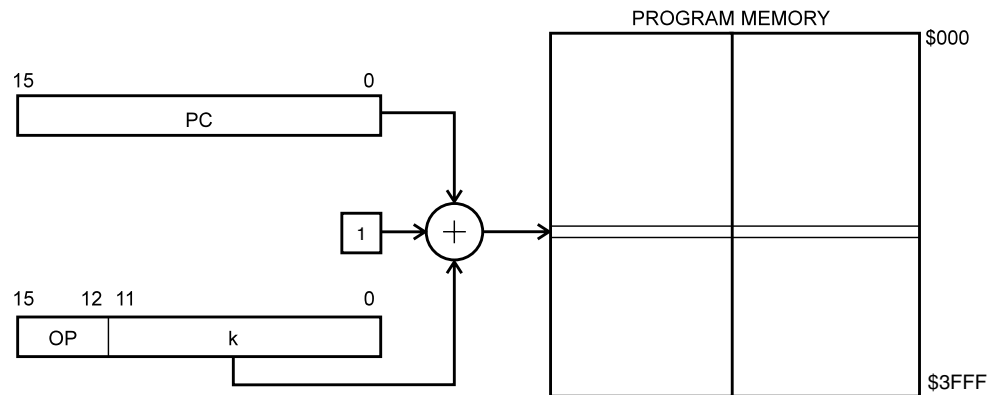 PROGRAM MEMORY
$000
15 0
PC
1
+
15 12 11 0
OP k
$3FFF